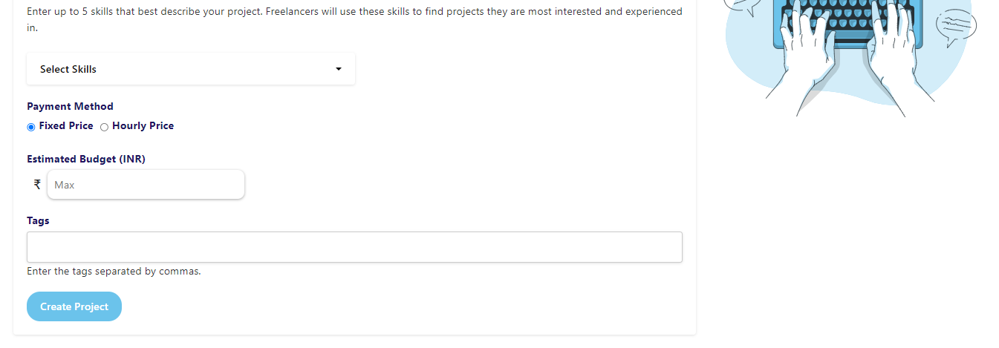 Enter up to 5 skills that best describe your project. Freelancers will use these skills to find projects they are most interested and experienced
in.
Select Skills
Payment Method
Fixed Price Hourly Price
Estimated Budget (INR)
₹ Max
Tags
Enter the tags separated by commas.
Create Project